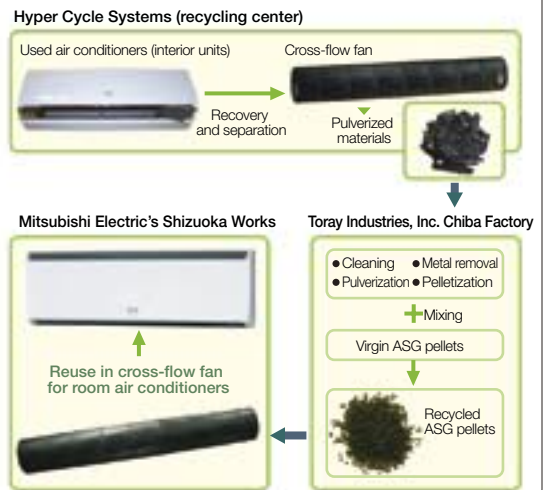 Hyper Cycle Systems (recycling center)
Used air conditioners (interior units)
Cross-flow fan
Recovery
and separation
Pulverized
materials
Mitsubishi Electric's Shizuoka Works
Toray Industries, Inc. Chiba Factory
● Cleaning ● Metal removal
● Pulverization ● Pelletization
+Mixing
Virgin ASG pellets
Recycled
ASG pellets
Reuse in cross-flow fan
for room air conditioners